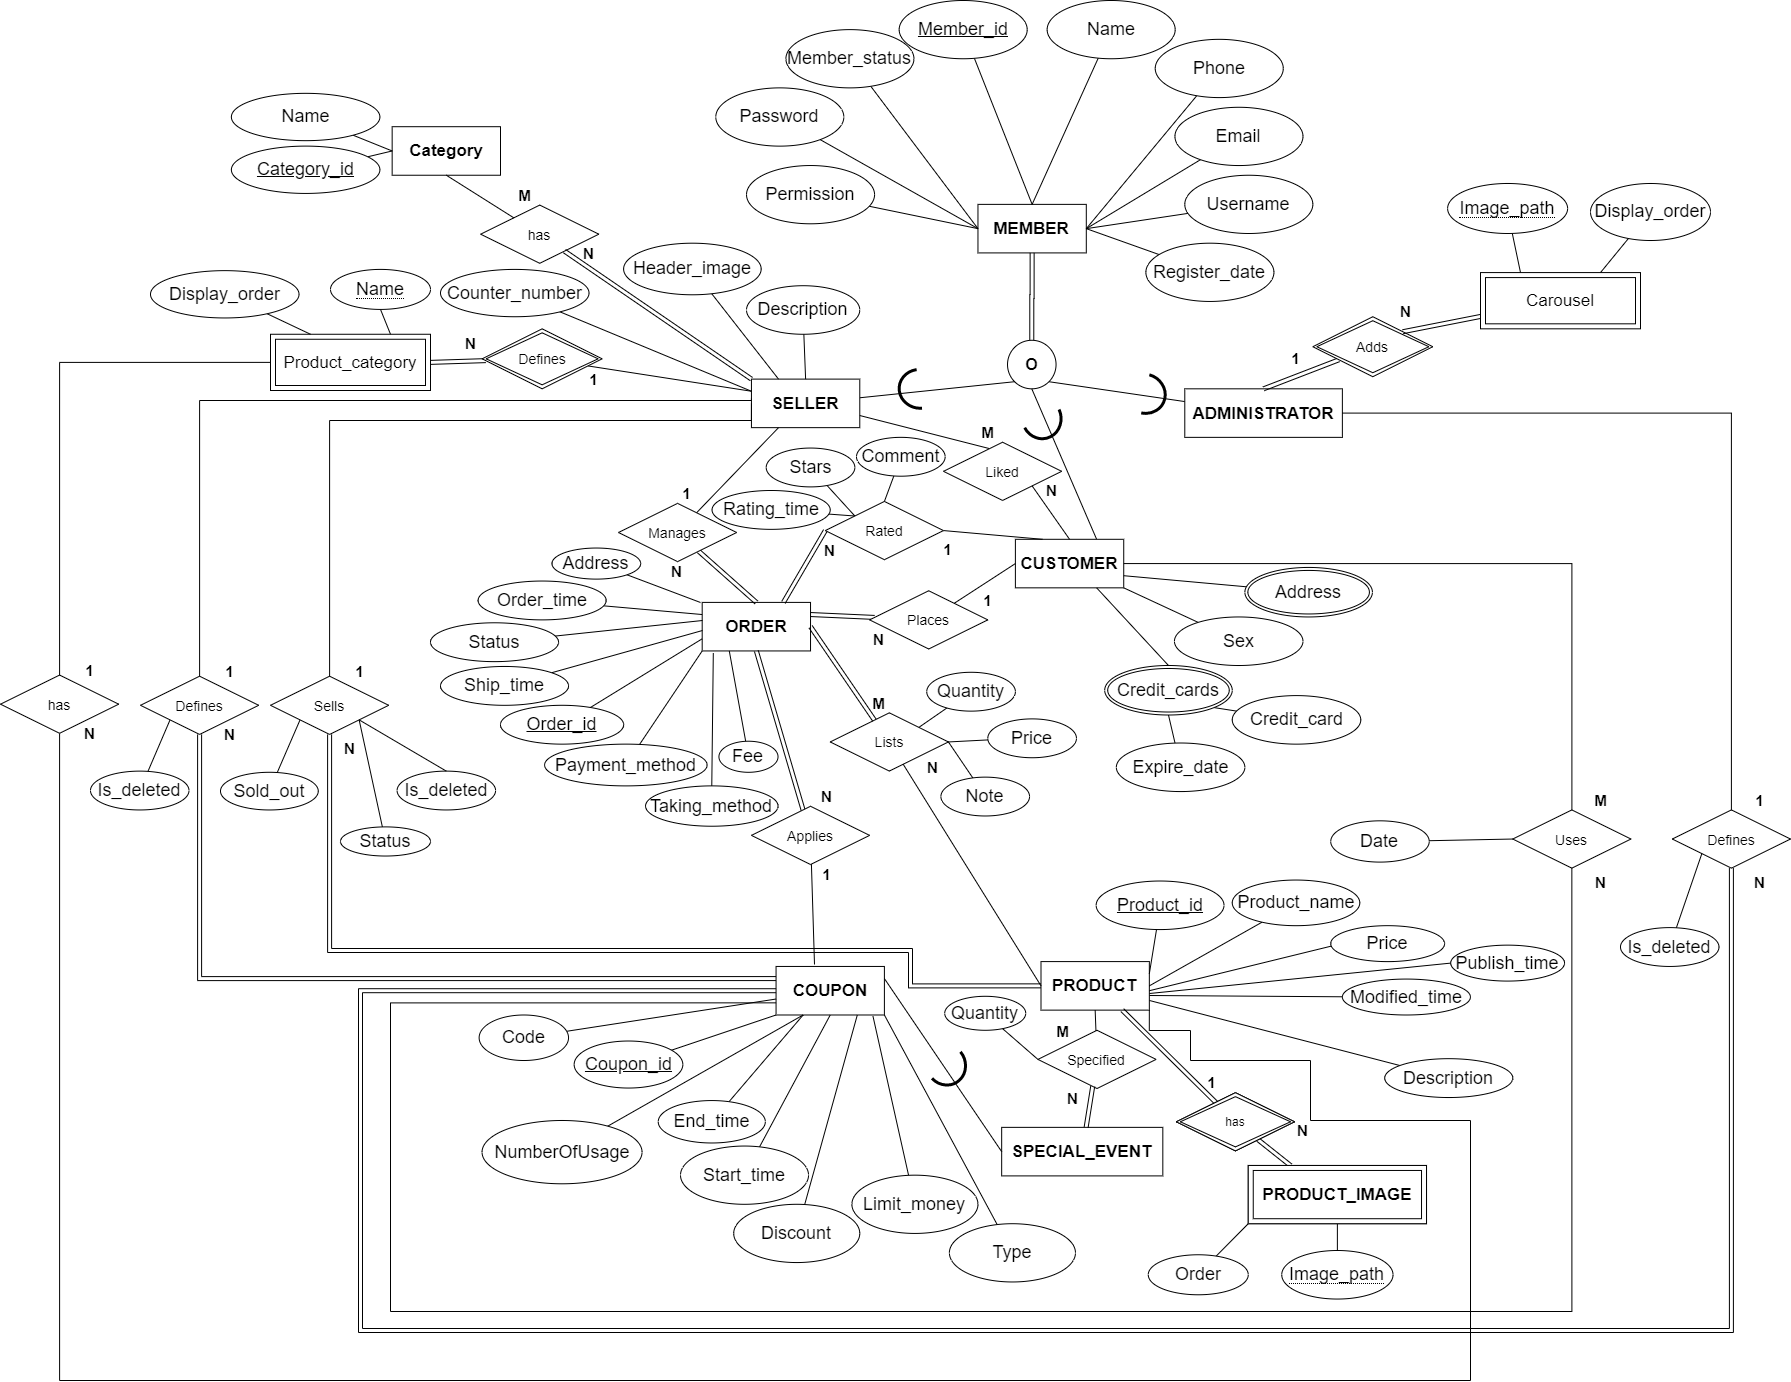 Member_id
Name
Member_status
Phone
Password
Email
Permission
Username
MEMBER
Register_date
Name
Category
Category_id
M
has
N
Image_path
Display_order
Carousel
N
Adds
1
ADMINISTRATOR
Header_image
Counter_number
Description
Display_order
Name
Product_category
N
Defines
1
SELLER
O
M
Liked
N
Comment
Stars
Rating_time
Rated
N
1
1
Manages
N
CUSTOMER
Address
Sex
Credit_cards
Credit_card
Expire_date
Address
Order_time
Status
Ship_time
Order_id
Payment_method
Taking_method
Fee
ORDER
Places
1
N
M
Lists
N
Quantity
Price
Note
1
has
N
1
Defines
N
Is_deleted
1
Sells
N
Sold_out
Is_deleted
Status
N
Applies
1
M
Uses
N
Date
1
Defines
N
Is_deleted
Product_id
Product_name
Price
Publish_time
Modified_time
Description
PRODUCT
COUPON
Code
Coupon_id
NumberOfUsage
End_time
Start_time
Discount
Limit_money
Type
Quantity
M
Specified
N
SPECIAL_EVENT
1
has
N
PRODUCT_IMAGE
Order
Image_path